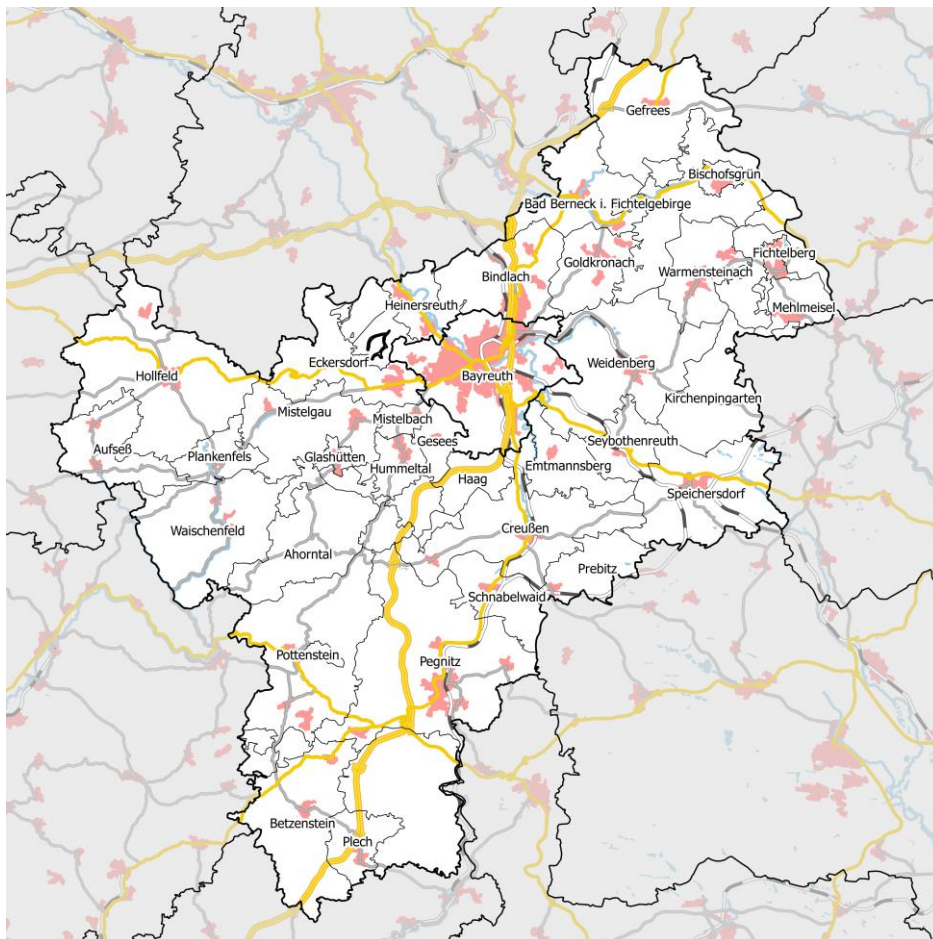 Gefrees
Bischofsgrün
Bad Berneck i. Fichtelgebirge
Fichtelberg
Goldkronach
Warmensteinach
Bindlach
Mehlmeisel
Heinersreuth
Eckersdorf
Weidenberg
Hollfeld
Bayreuth
Kirchenpingarten
Mistelgau
Mistelbach
Gesees
Seybothenreuth
Aufseß
Plankenfels
Glashütten
Hummeltal
Emtmannsberg
Haag
Speichersdorf
Waischenfeld
Creußen
Ahorntal
Prebitz
Schnabelwaid
Pottenstein
Pegnitz
Betzenstein
Plech